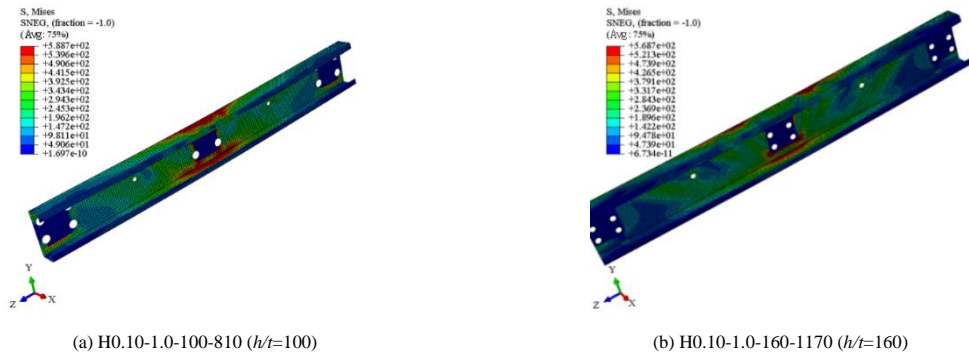 S, Mises
SNEG, (fraction = -1.0)
(Avg: 75%)
+5.887e+02
+5.396e+02
+4.906e+02
+4.415e+02
+3.925e+02
+3.434e+02
+2.943e+02
+2.453e+02
+1.962e+02
+1.472e+02
+9.811e+01
+4.906e+01
+1.697e-10
Y
Z
X
(a) H0.10-1.0-100-810 (h/t=100)
S, Mises
SNEG, (fraction = -1.0)
(Avg: 75%)
+5.687e+02
+5.213e+02
+4.739e+02
+4.265e+02
+3.791e+02
+3.317e+02
+2.843e+02
+2.369e+02
+1.896e+02
+1.422e+02
+9.478e+01
+4.739e+01
+6.734e-11
Y
Z
X
(b) H0.10-1.0-160-1170 (h/t=160)